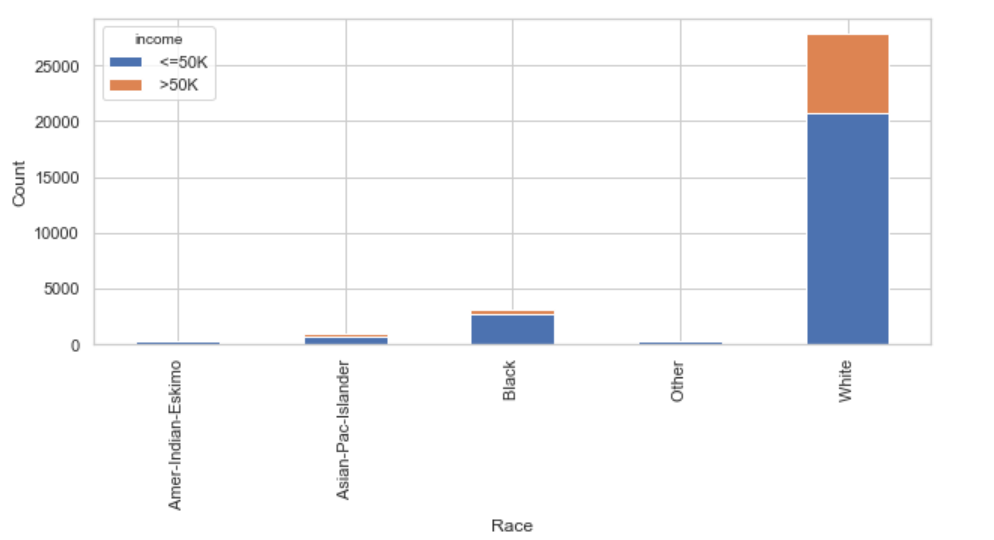 income
<=50K
>50K
25000
20000
15000
10000
5000
0
Count
Amer-Indian-Eskimo
Asian-Pac-Islander
Black
Other
White
Race